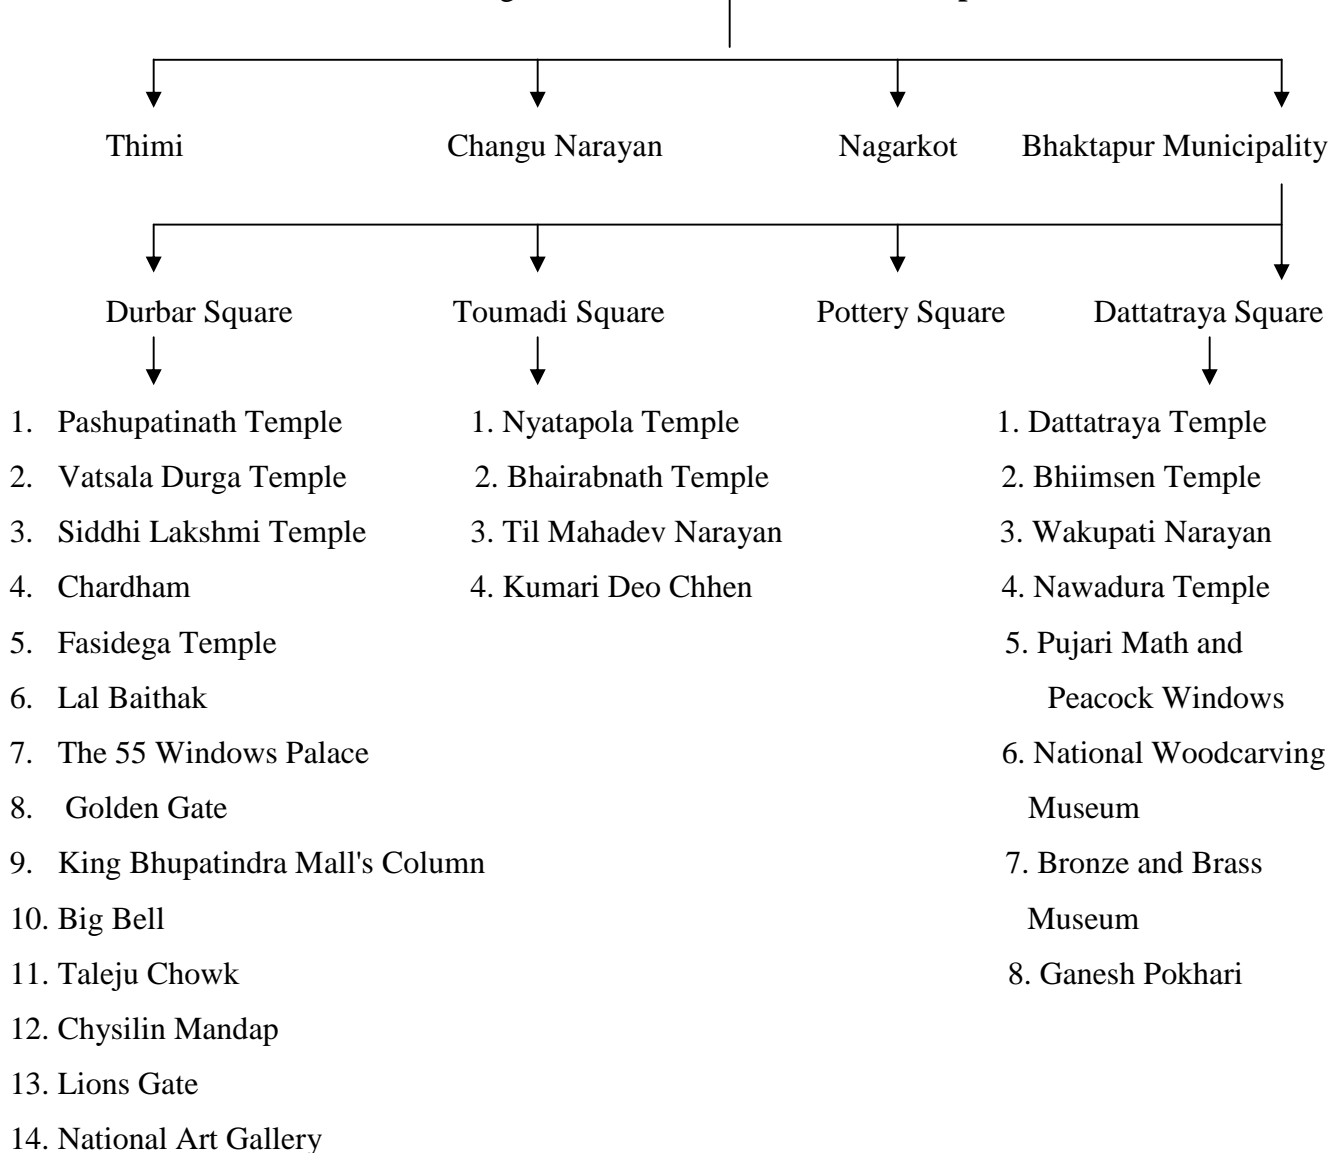 Thimi Changu Narayan Nagarkot Bhaktapur Municipality
Durbar Square Toumadi Square Pottery Square Dattatraya Square
1. Pashupatinath Temple 1. Nyatapola Temple 1. Dattatraya Temple
2. Vatsala Durga Temple 2. Bhairabnath Temple 2. Bhiimsen Temple
3. Siddhi Lakshmi Temple 3. Til Mahadev Narayan 3. Wakupati Narayan
4. Chardham 4. Kumari Deo Chhen 4. Nawadura Temple
5. Fasidega Temple 5. Pujari Math and
6. Lal Baithak Peacock Windows
7. The 55 Windows Palace 6. National Woodcarving
8. Golden Gate Museum
9. King Bhupatindra Mall's Column 7. Bronze and Brass
10. Big Bell Museum
11. Taleju Chowk 8. Ganesh Pokhari
12. Chysilin Mandap
13. Lions Gate
14. National Art Gallery